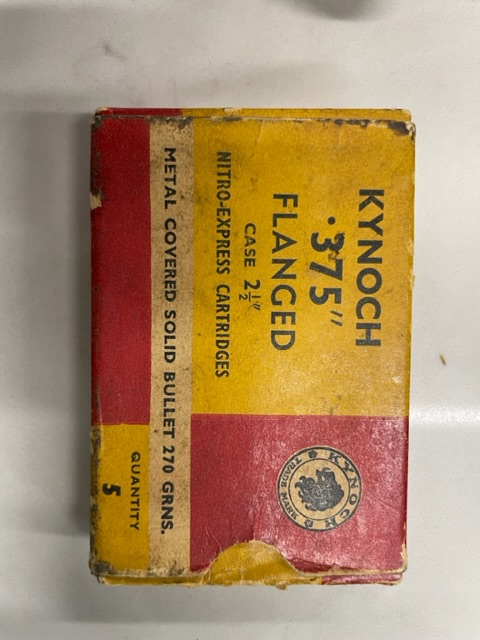 KYNOCH
·375"
FLANGED
CASE 2½"
NITRO-EXPRESS CARTRIDGES
METAL COVERED SOLID BULLET 270 GRNS.
QUANTITY
5
KYNOCH
TRADE MARK